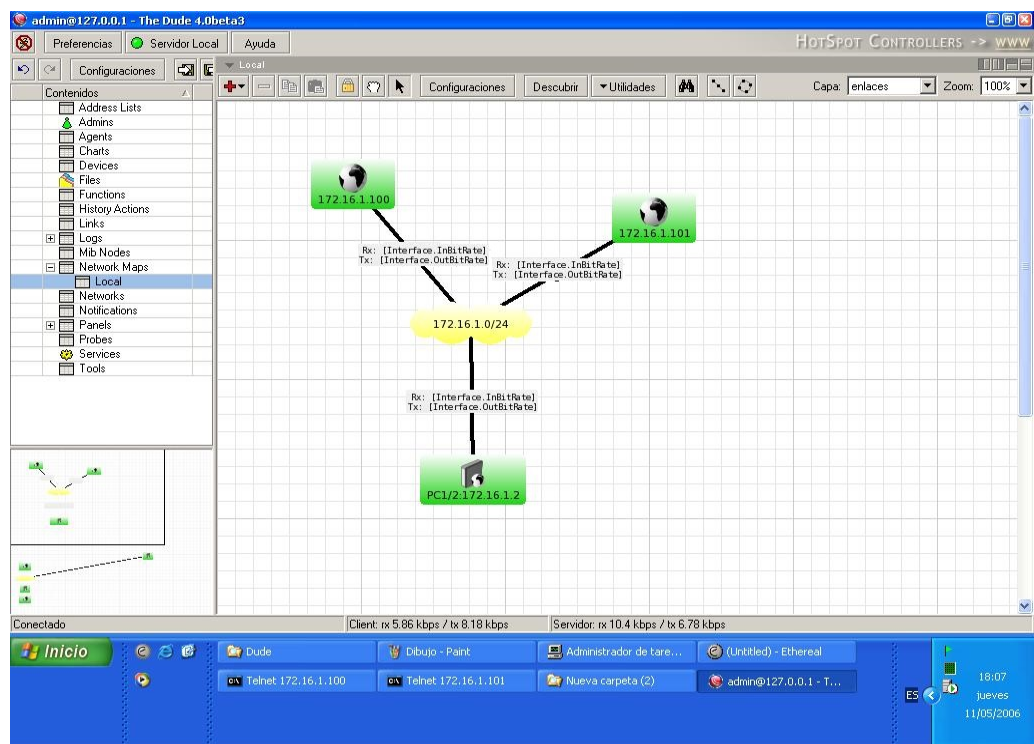 admin@127.0.0.1 - The Dude 4.0beta3
Preferencias Servidor Local Ayuda HotSpot Controllers -> www
Configuraciones
Contenidos
Address Lists
Admins
Agents
Charts
Devices
Files
Functions
History Actions
Links
Logs
Mib Nodes
Network Maps
Local
Networks
Notifications
Panels
Probes
Services
Tools
Local
Configuraciones Descubrir Utilidades Capa: enlaces Zoom: 100%
172.16.1.100
172.16.1.101
Rx: [Interface.InBitRate]
Tx: [Interface.OutBitRate]
Rx: [Interface.InBitRate]
Tx: [Interface.OutBitRate]
172.16.1.0/24
Rx: [Interface.InBitRate]
Tx: [Interface.OutBitRate]
PC1/2:172.16.1.2
Conectado Client: rx 5.86 kbps / tx 8.18 kbps Servidor: rx 10.4 kbps / tx 6.78 kbps
Inicio
Dude Dibujo - Paint Administrador de tare... (Untitled) - Ethereal
Telnet 172.16.1.100 Telnet 172.16.1.101 Nueva carpeta (2) admin@127.0.0.1 - T...
ES
18:07
jueves
11/05/2006